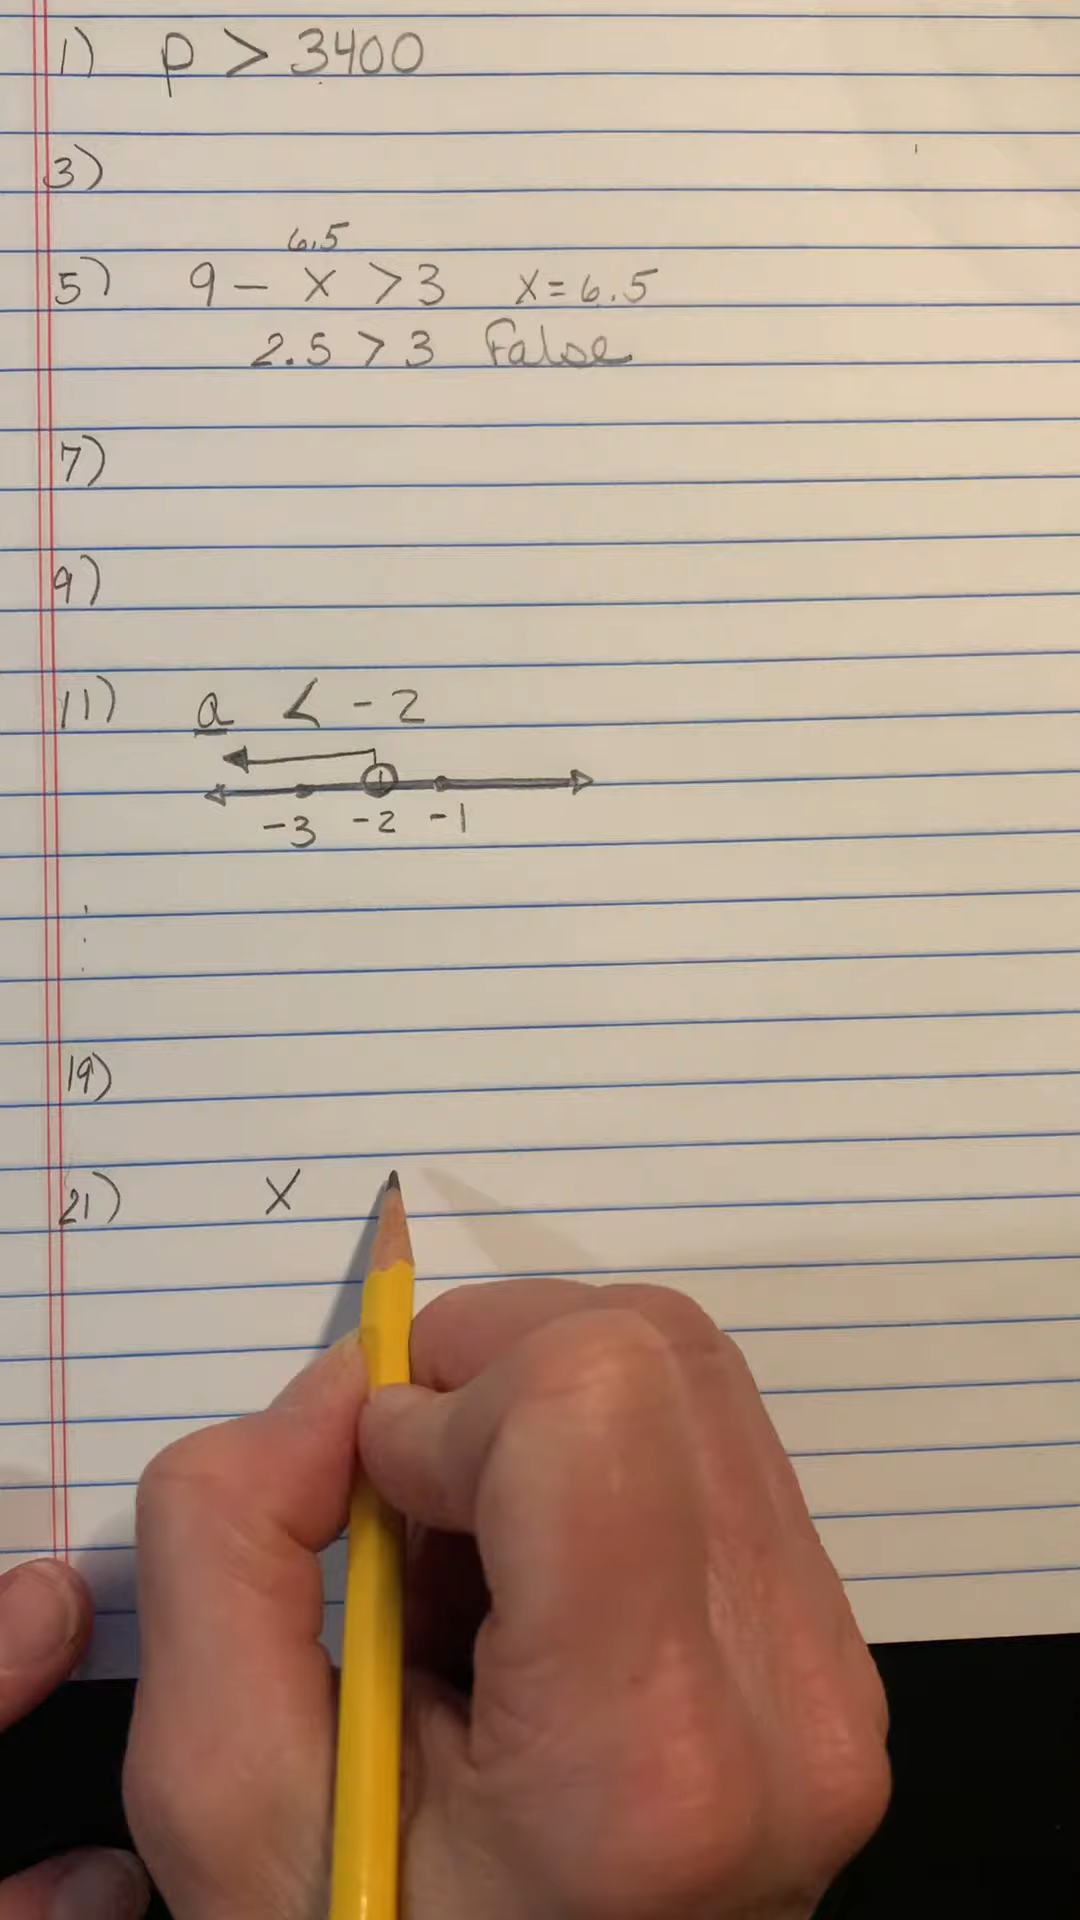 1) p > 3400
3)
6.5
5) 9 - x > 3 x = 6.5
2.5 > 3 False
7)
9)
11) a < -2
-3 -2 -1
19)
21) x